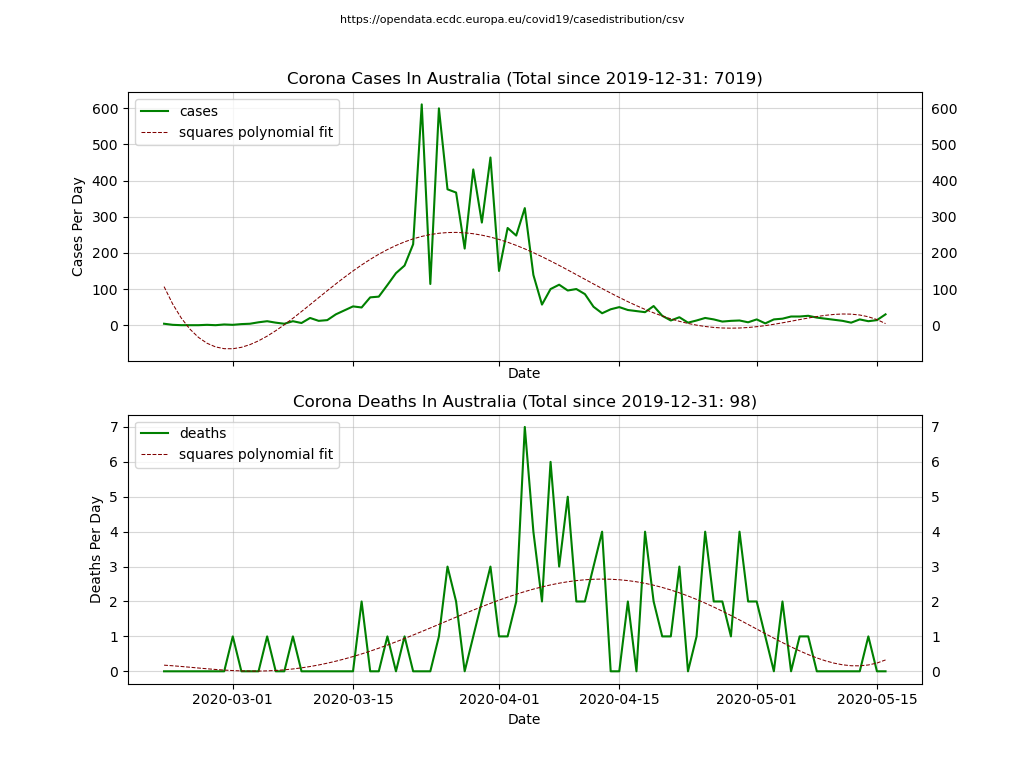 https://opendata.ecdc.europa.eu/covid19/casedistribution/csv
Corona Cases In Australia (Total since 2019-12-31: 7019)
cases
squares polynomial fit
600
500
400
300
200
100
0
600
500
400
300
200
100
0
Cases Per Day
Date
Corona Deaths In Australia (Total since 2019-12-31: 98)
deaths
squares polynomial fit
7
6
5
4
3
2
1
0
7
6
5
4
3
2
1
0
Deaths Per Day
2020-03-01 2020-03-15 2020-04-01 2020-04-15 2020-05-01 2020-05-15
Date